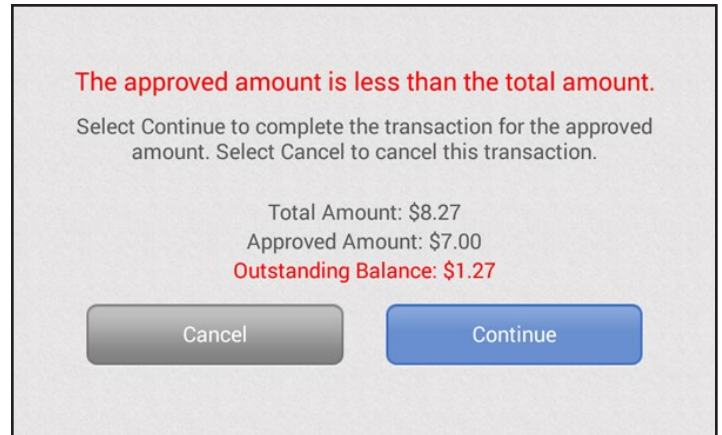 The approved amount is less than the total amount.
Select Continue to complete the transaction for the approved
amount. Select Cancel to cancel this transaction.
Total Amount: $8.27
Approved Amount: $7.00
Outstanding Balance: $1.27
Cancel
Continue